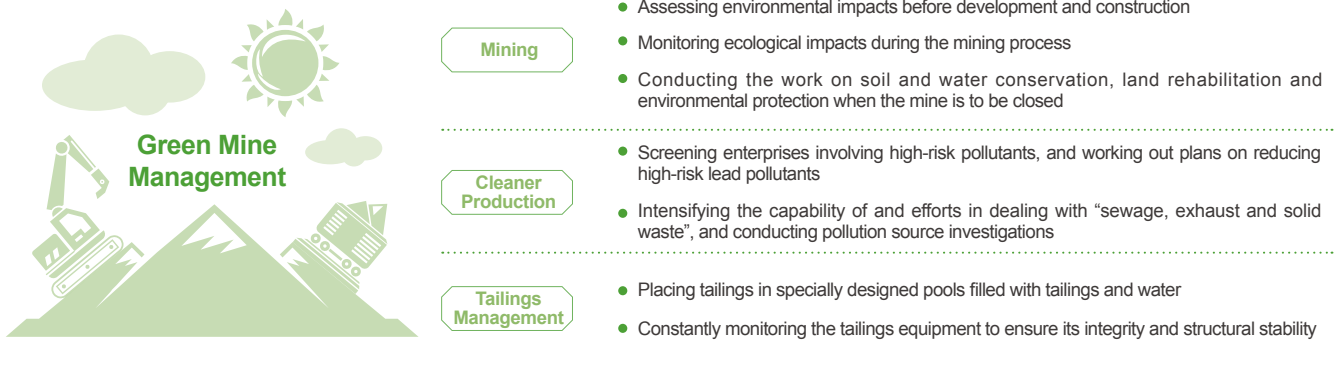 Green Mine
Management
Mining
Assessing environmental impacts before development and construction
Monitoring ecological impacts during the mining process
Conducting the work on soil and water conservation, land rehabilitation and
environmental protection when the mine is to be closed
Cleaner
Production
Screening enterprises involving high-risk pollutants, and working out plans on reducing
high-risk lead pollutants
Intensifying the capability of and efforts in dealing with “sewage, exhaust and solid
waste”, and conducting pollution source investigations
Tailings
Management
Placing tailings in specially designed pools filled with tailings and water
Constantly monitoring the tailings equipment to ensure its integrity and structural stability